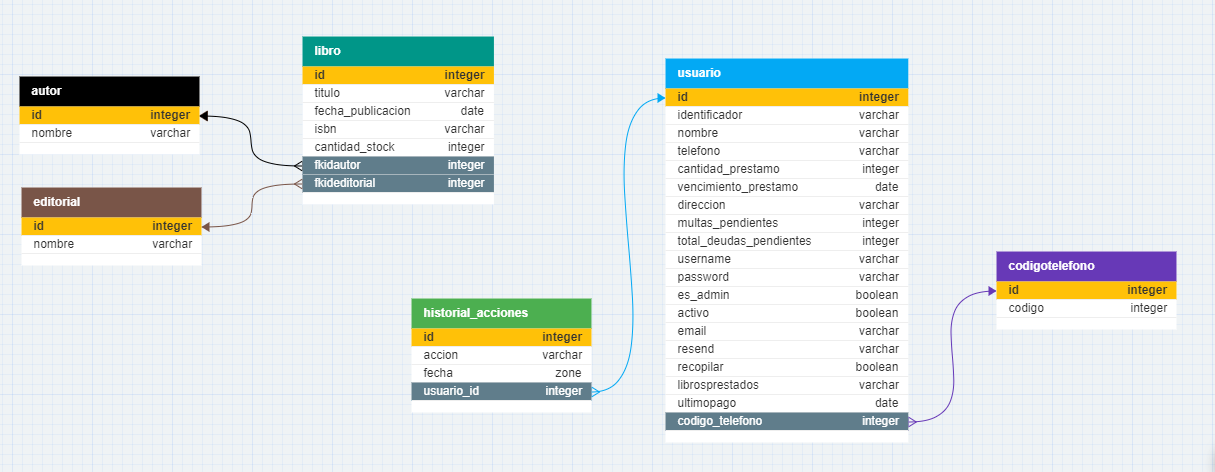 autor
id integer
nombre varchar
editorial
id integer
nombre varchar
libro
id integer
titulo varchar
fecha_publicacion date
isbn varchar
cantidad_stock integer
fkidautor integer
fkideditorial integer
historial_acciones
id integer
accion varchar
fecha zone
usuario_id integer
usuario
id integer
identificador varchar
nombre varchar
telefono varchar
cantidad_prestamo integer
vencimiento_prestamo date
direccion varchar
multas_pendientes integer
total_deudas_pendientes integer
username varchar
password varchar
es_admin boolean
activo boolean
email varchar
resend varchar
recopilar boolean
librosprestados varchar
ultimopago date
codigo_telefono integer
codigotelefono
id integer
codigo integer